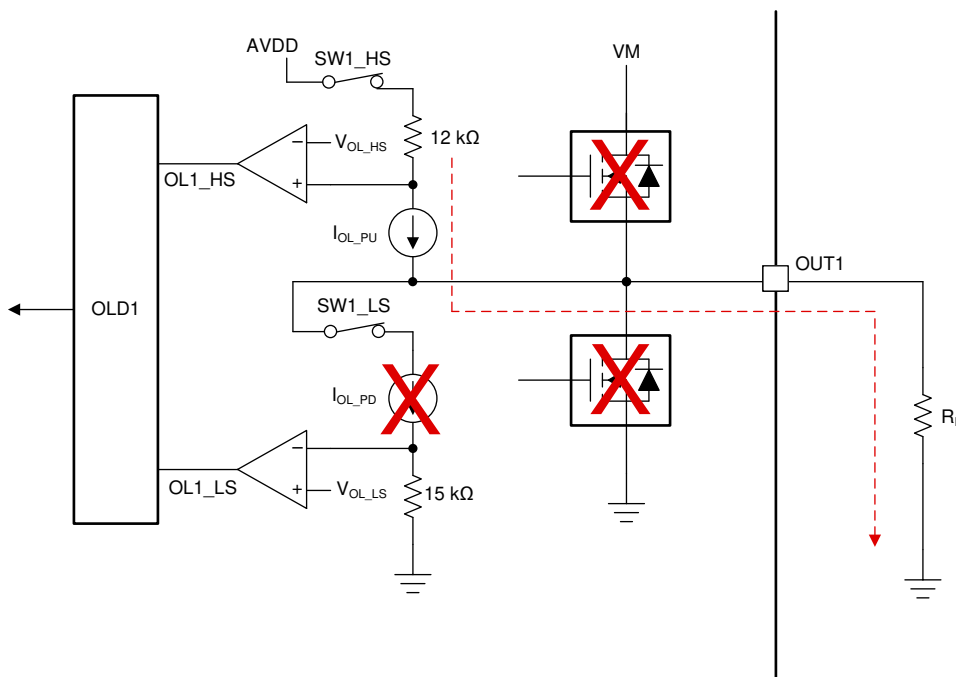 AVDD
SW1_HS
VM
12 kΩ
V_OL_HS
−
+
OL1_HS
I_OL_PU
OUT1
SW1_LS
OLD1
I_OL_PD
−
+
V_OL_LS
OL1_LS
15 kΩ